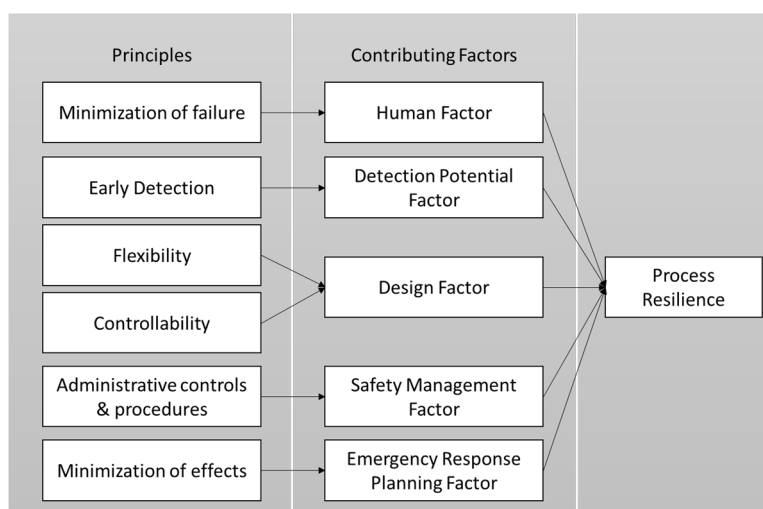 Principles
Contributing Factors
Minimization of failure
Human Factor
Early Detection
Detection Potential
Factor
Flexibility
Controllability
Design Factor
Process
Resilience
Administrative controls
& procedures
Safety Management
Factor
Minimization of effects
Emergency Response
Planning Factor